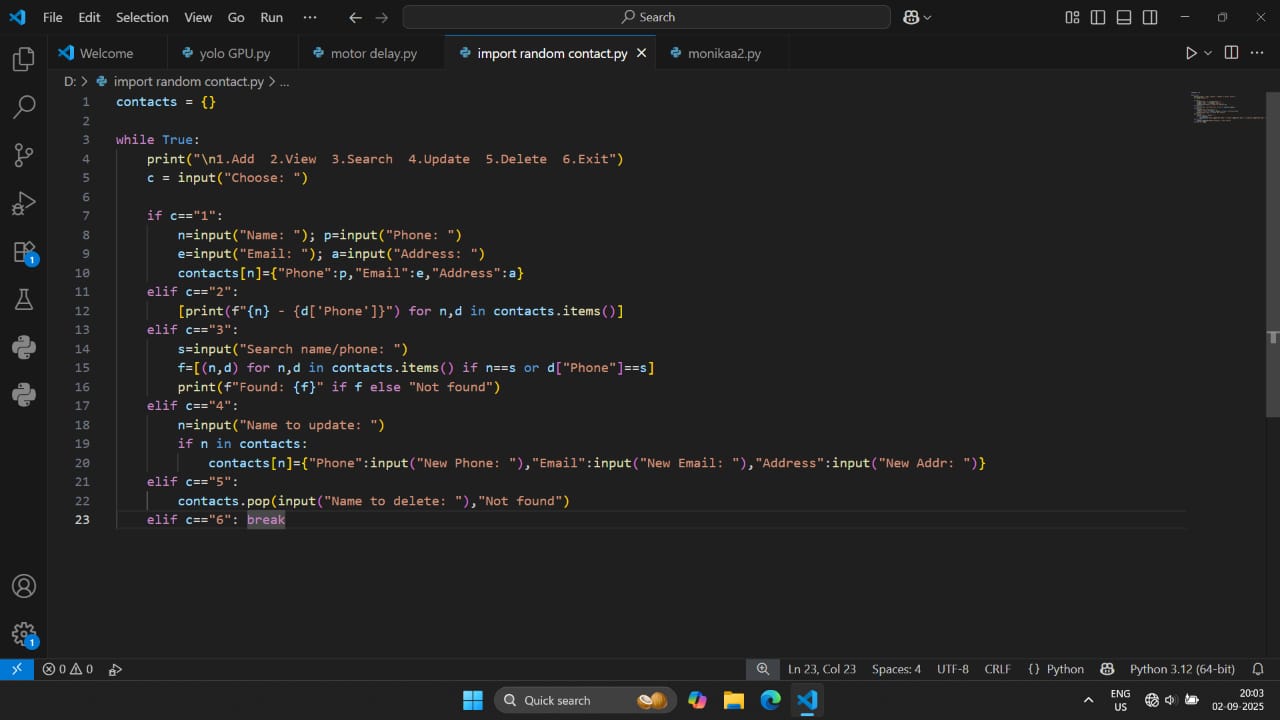 File Edit Selection View Go Run ··· Search
Welcome yolo GPU.py motor delay.py import random contact.py monikaa2.py
D: > import random contact.py > ...
1 contacts = {}
2
3 while True:
4     print("\n1.Add  2.View  3.Search  4.Update  5.Delete  6.Exit")
5     c = input("Choose: ")
6
7     if c=="1":
8         n=input("Name: "); p=input("Phone: ")
9         e=input("Email: "); a=input("Address: ")
10         contacts[n]={"Phone":p,"Email":e,"Address":a}
11     elif c=="2":
12         [print(f"{n} - {d['Phone']}") for n,d in contacts.items()]
13     elif c=="3":
14         s=input("Search name/phone: ")
15         f=[(n,d) for n,d in contacts.items() if n==s or d["Phone"]==s]
16         print(f"Found: {f}" if f else "Not found")
17     elif c=="4":
18         n=input("Name to update: ")
19         if n in contacts:
20             contacts[n]={"Phone":input("New Phone: "),"Email":input("New Email: "),"Address":input("New Addr: ")}
21     elif c=="5":
22         contacts.pop(input("Name to delete: "),"Not found")
23     elif c=="6": break
1
1
0 0 Ln 23, Col 23 Spaces: 4 UTF-8 CRLF {} Python Python 3.12 (64-bit)
Quick search ENG US 20:03 02-09-2025